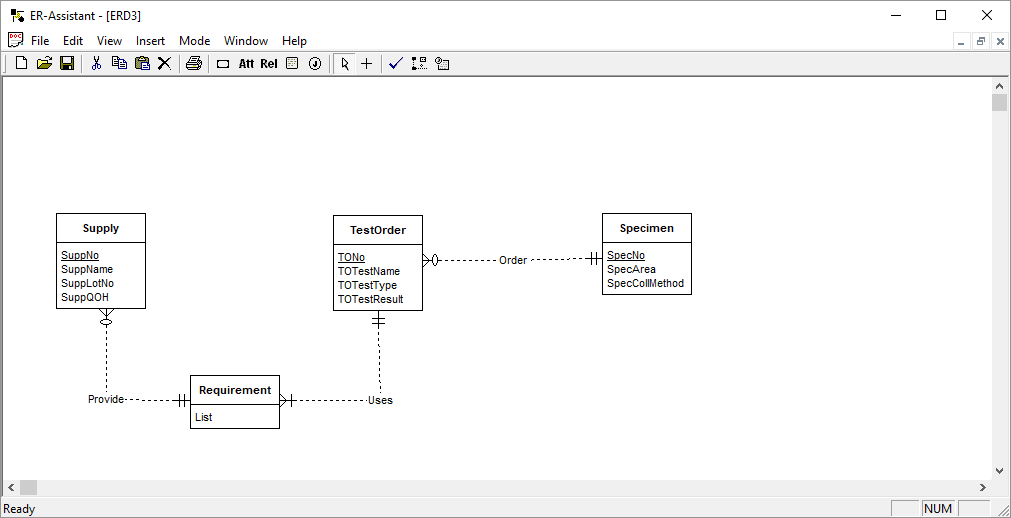 ER-Assistant - [ERD3]
DOC File Edit View Insert Mode Window Help
Att Rel J
Supply
SuppNo
SuppName
SuppLotNo
SuppQOH
TestOrder
TONo
TOTestName
TOTestType
TOTestResult
Order
Specimen
SpecNo
SpecArea
SpecCollMethod
Provide
Requirement
List
Uses
Ready NUM